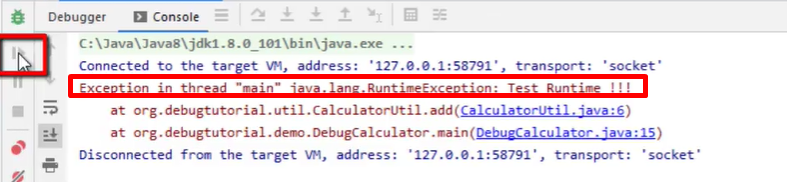 Debugger Console
C:\Java\Java8\jdk1.8.0_101\bin\java.exe ...
Connected to the target VM, address: '127.0.0.1:58791', transport: 'socket'
Exception in thread "main" java.lang.RuntimeException: Test Runtime !!!
at org.debugtutorial.util.CalculatorUtil.add(CalculatorUtil.java:6)
at org.debugtutorial.demo.DebugCalculator.main(DebugCalculator.java:15)
Disconnected from the target VM, address: '127.0.0.1:58791', transport: 'socket'